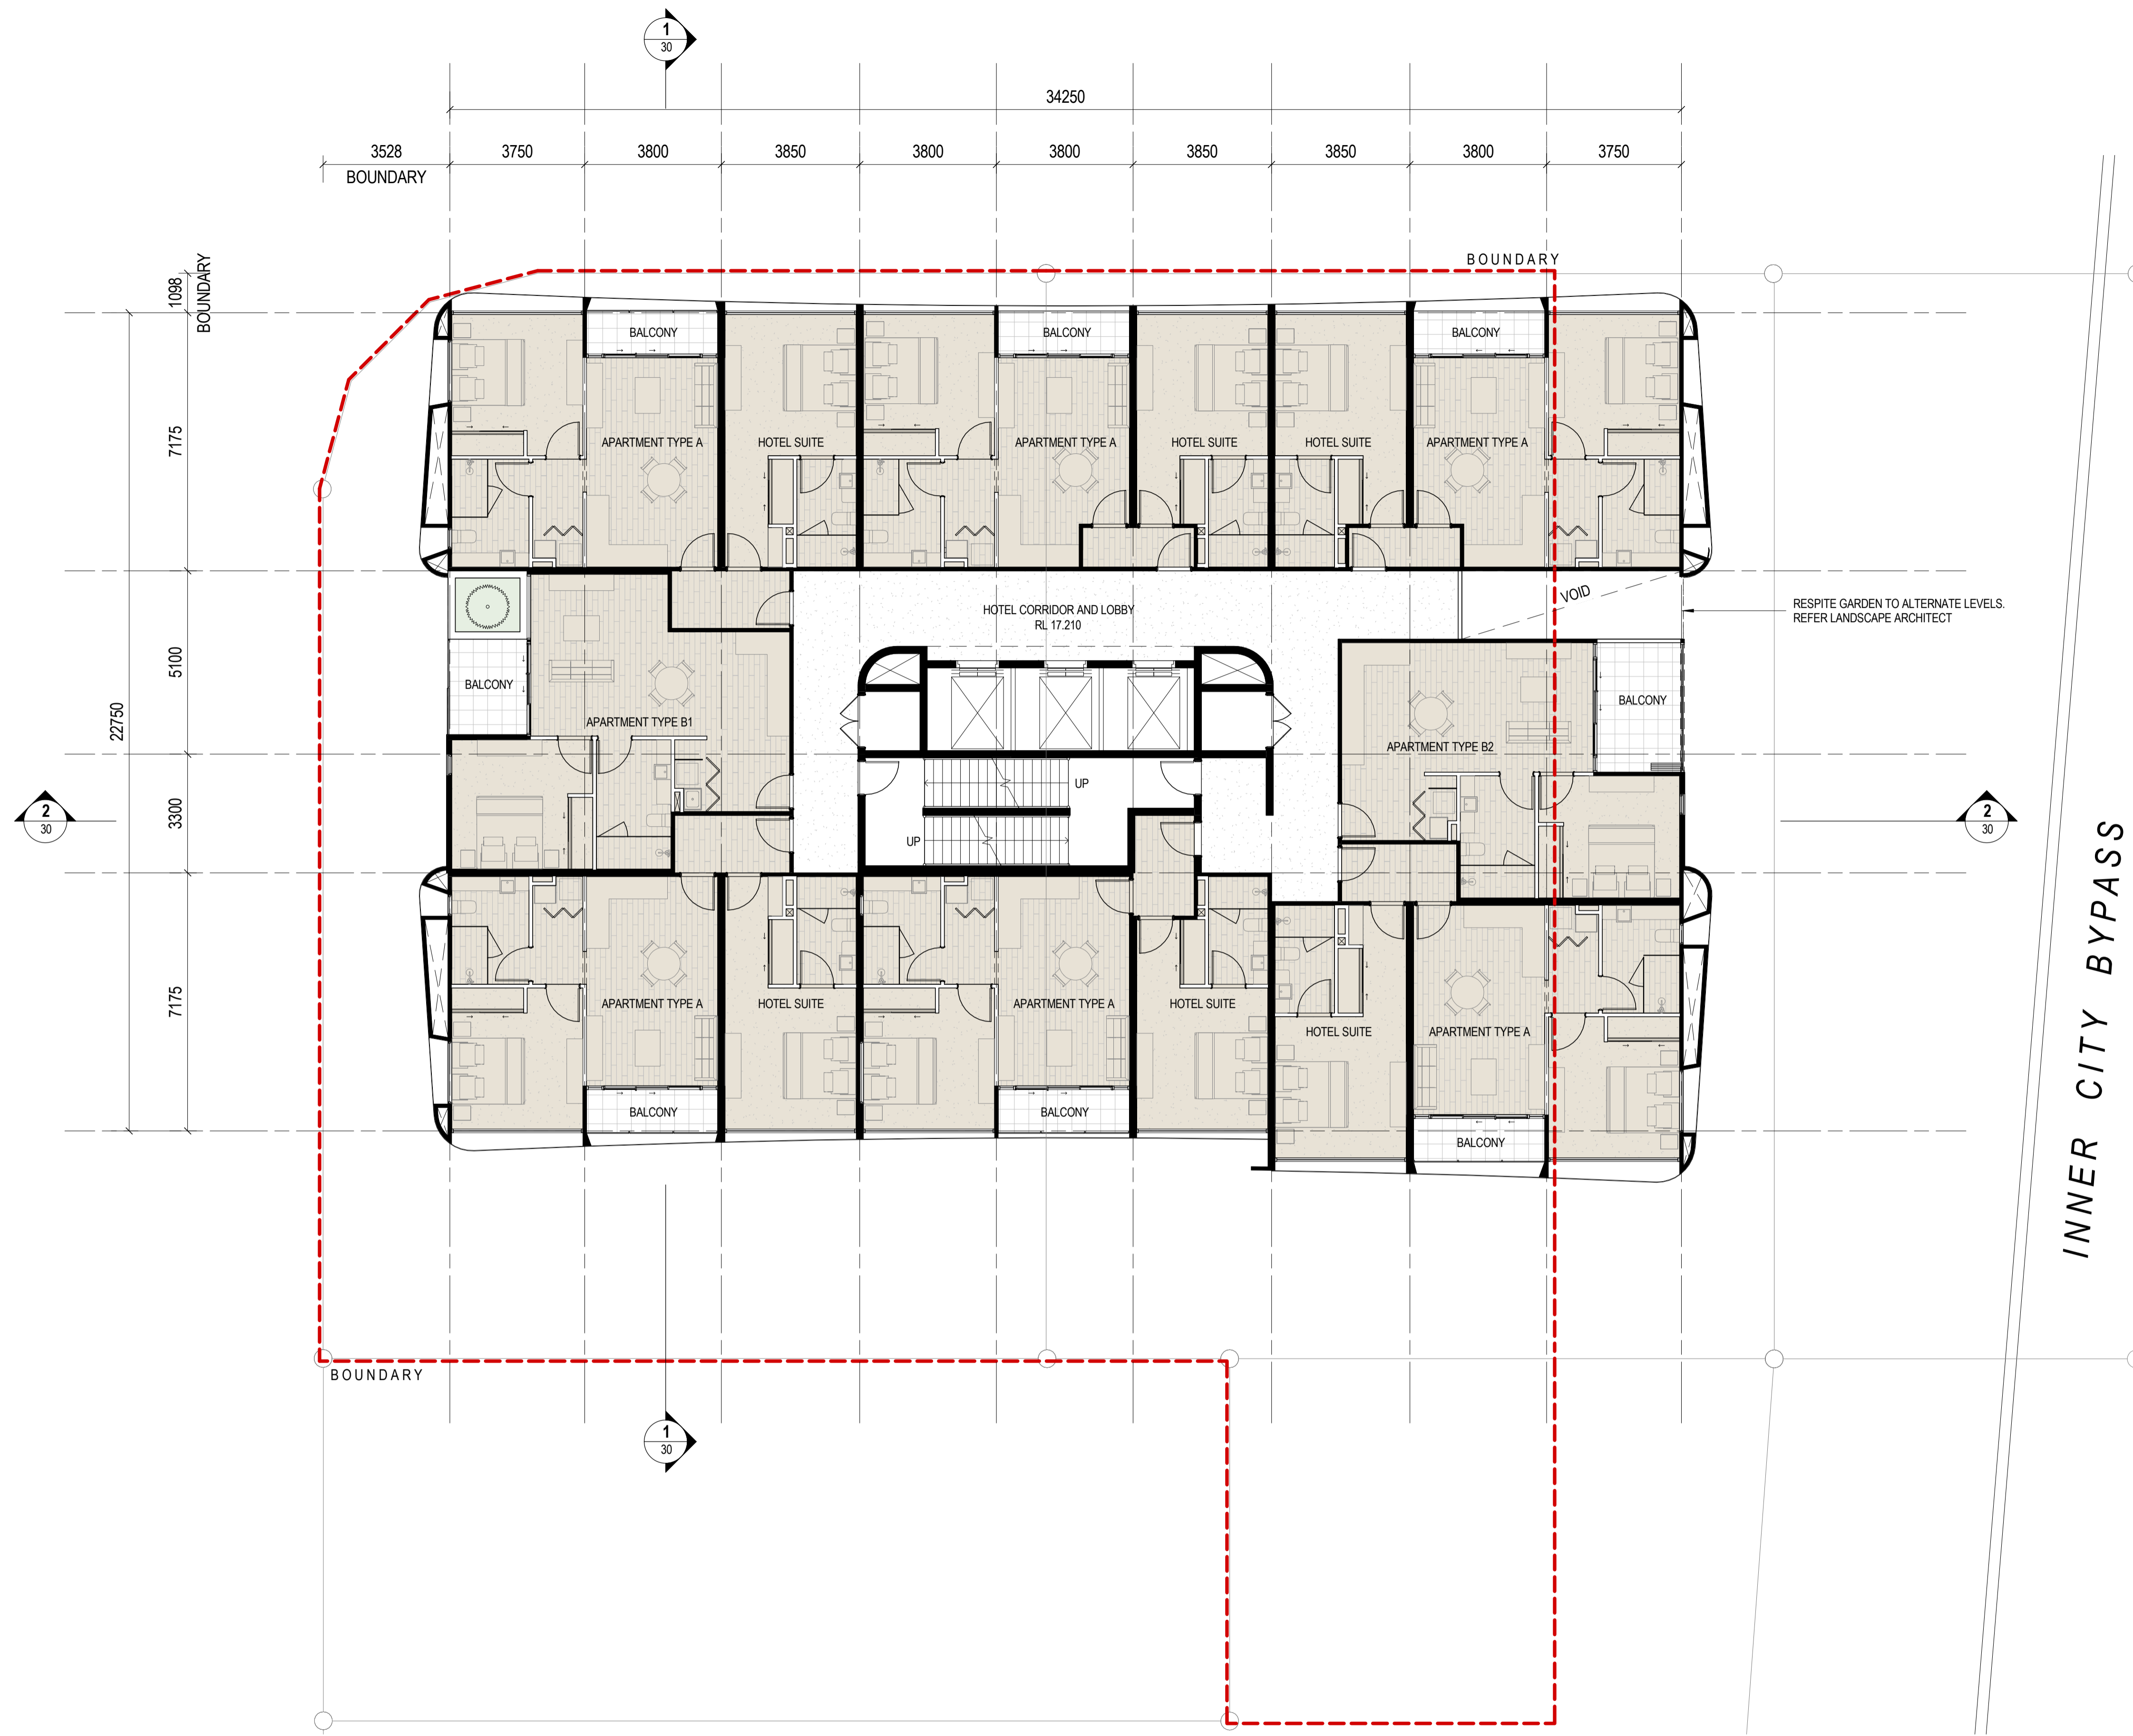 1
30
34250
3528
3750
3800
3850
3800
3800
3850
3850
3800
3750
BOUNDARY
BOUNDARY
1098
BOUNDARY
BALCONY
BALCONY
BALCONY
7175
APARTMENT TYPE A
HOTEL SUITE
APARTMENT TYPE A
HOTEL SUITE
HOTEL SUITE
APARTMENT TYPE A
VOID
HOTEL CORRIDOR AND LOBBY
RL 17.210
RESPITE GARDEN TO ALTERNATE LEVELS.
REFER LANDSCAPE ARCHITECT
5100
BALCONY
BALCONY
22750
APARTMENT TYPE B1
APARTMENT TYPE B2
UP
2
30
3300
UP
2
30
INNER CITY BYPASS
7175
APARTMENT TYPE A
HOTEL SUITE
APARTMENT TYPE A
HOTEL SUITE
HOTEL SUITE
APARTMENT TYPE A
BALCONY
BALCONY
BALCONY
BOUNDARY
1
30